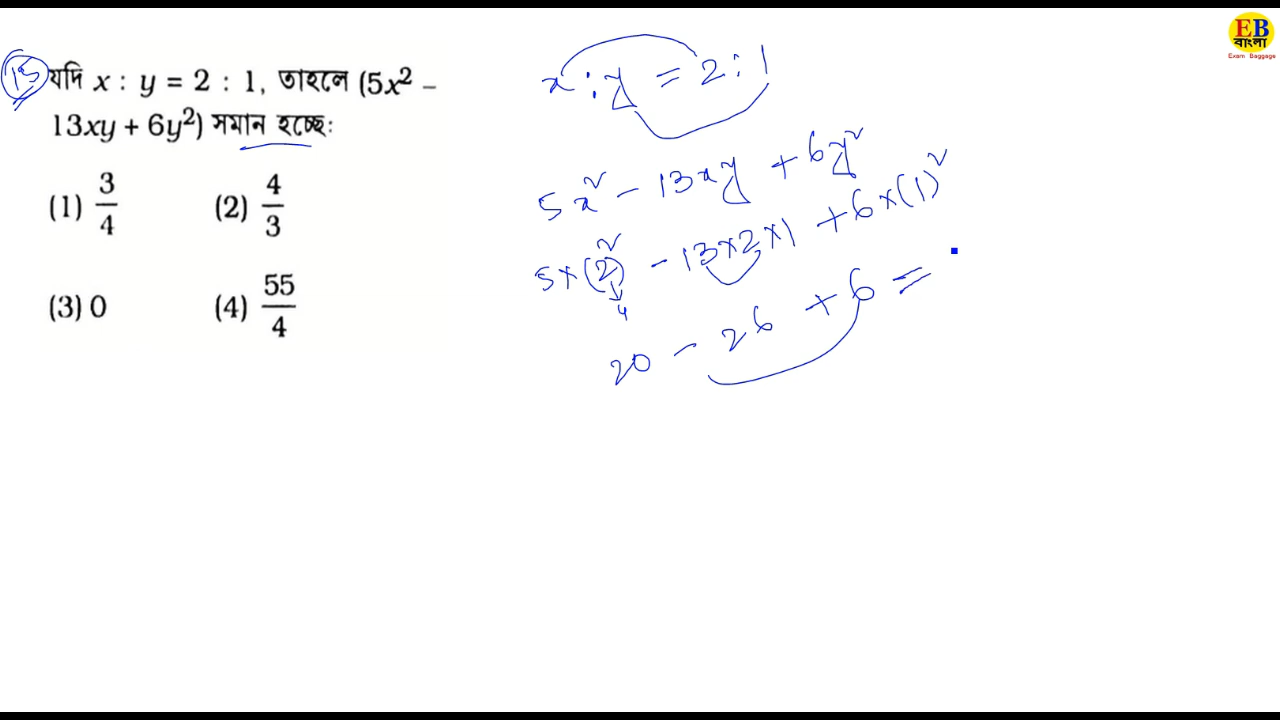 EB
বাংলা
Exam Baggage
15
যদি x : y = 2 : 1, তাহলে (5x² –
13xy + 6y²) সমান হচ্ছে:
(1) 3/4 (2) 4/3
(3) 0 (4) 55/4
x : y = 2 : 1
5x² – 13xy + 6y²
5×(2)² – 13×2×1 + 6×(1)²
4
20 – 26 + 6 =